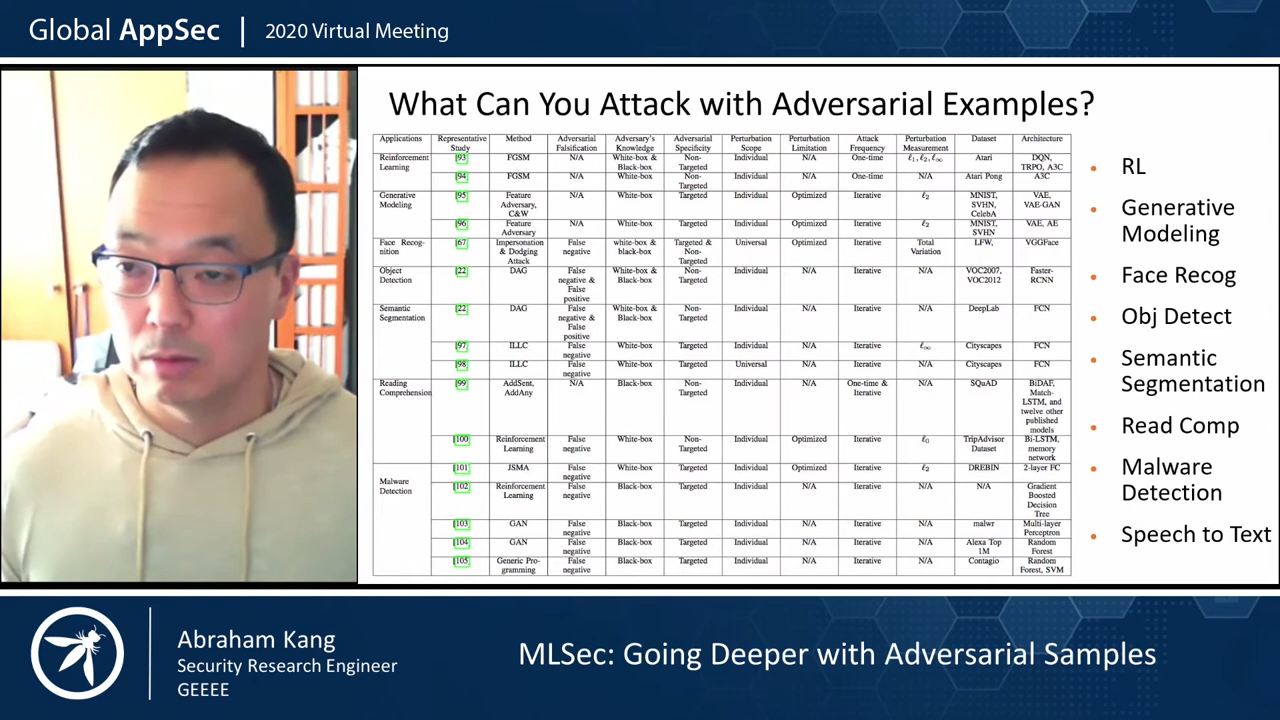 Global AppSec | 2020 Virtual Meeting
What Can You Attack with Adversarial Examples?
Applications Representative Study Method Adversarial Falsification Adversary's Knowledge Adversarial Specificity Perturbation Scope Perturbation Limitation Attack Frequency Perturbation Measurement Dataset Architecture
Reinforcement Learning [93] FGSM N/A White-box & Black-box Non-Targeted Individual N/A One-time ℓ1, ℓ2, ℓ∞ Atari DQN, TRPO, A3C
[94] FGSM N/A White-box Non-Targeted Individual N/A One-time N/A Atari Pong A3C
Generative Modeling [95] Feature Adversary, C&W N/A White-box Targeted Individual Optimized Iterative ℓ2 MNIST, SVHN, CelebA VAE, VAE-GAN
[96] Feature Adversary N/A White-box Targeted Individual Optimized Iterative ℓ2 MNIST, SVHN VAE, AE
Face Recognition [67] Impersonation & Dodging Attack False negative white-box & black-box Targeted & Non-Targeted Universal Optimized Iterative Total Variation LFW, VGGFace
Object Detection [22] DAG False negative & False positive White-box & Black-box Non-Targeted Individual N/A Iterative N/A VOC2007, VOC2012 Faster-RCNN
Semantic Segmentation [22] DAG False negative & False positive White-box & Black-box Non-Targeted Individual N/A Iterative N/A DeepLab FCN
[97] ILLC False negative White-box Targeted Individual N/A Iterative ℓ∞ Cityscapes FCN
[98] ILLC False negative White-box Targeted Universal N/A Iterative N/A Cityscapes FCN
Reading Comprehension [99] AddSent, AddAny N/A Black-box Non-Targeted Individual N/A One-time & Iterative N/A SQuAD BiDAF, Match-LSTM, and twelve other published models
[100] Reinforcement Learning False negative White-box Non-Targeted Individual Optimized Iterative ℓ0 TripAdvisor Dataset Bi-LSTM, memory network
Malware Detection [101] JSMA False negative White-box Targeted Individual Optimized Iterative ℓ2 DREBIN 2-layer FC
[102] Reinforcement Learning False negative Black-box Targeted Individual N/A Iterative N/A N/A Gradient Boosted Decision Tree
[103] GAN False negative Black-box Targeted Individual N/A Iterative N/A malwr Multi-layer Perceptron
[104] GAN False negative Black-box Targeted Individual N/A Iterative N/A Alexa Top 1M Random Forest
[105] Generic Programming False negative Black-box Targeted Individual N/A Iterative N/A Contagio Random Forest, SVM
• RL
• Generative
Modeling
• Face Recog
• Obj Detect
• Semantic
Segmentation
• Read Comp
• Malware
Detection
• Speech to Text
Abraham Kang
Security Research Engineer
GEEEE
MLSec: Going Deeper with Adversarial Samples